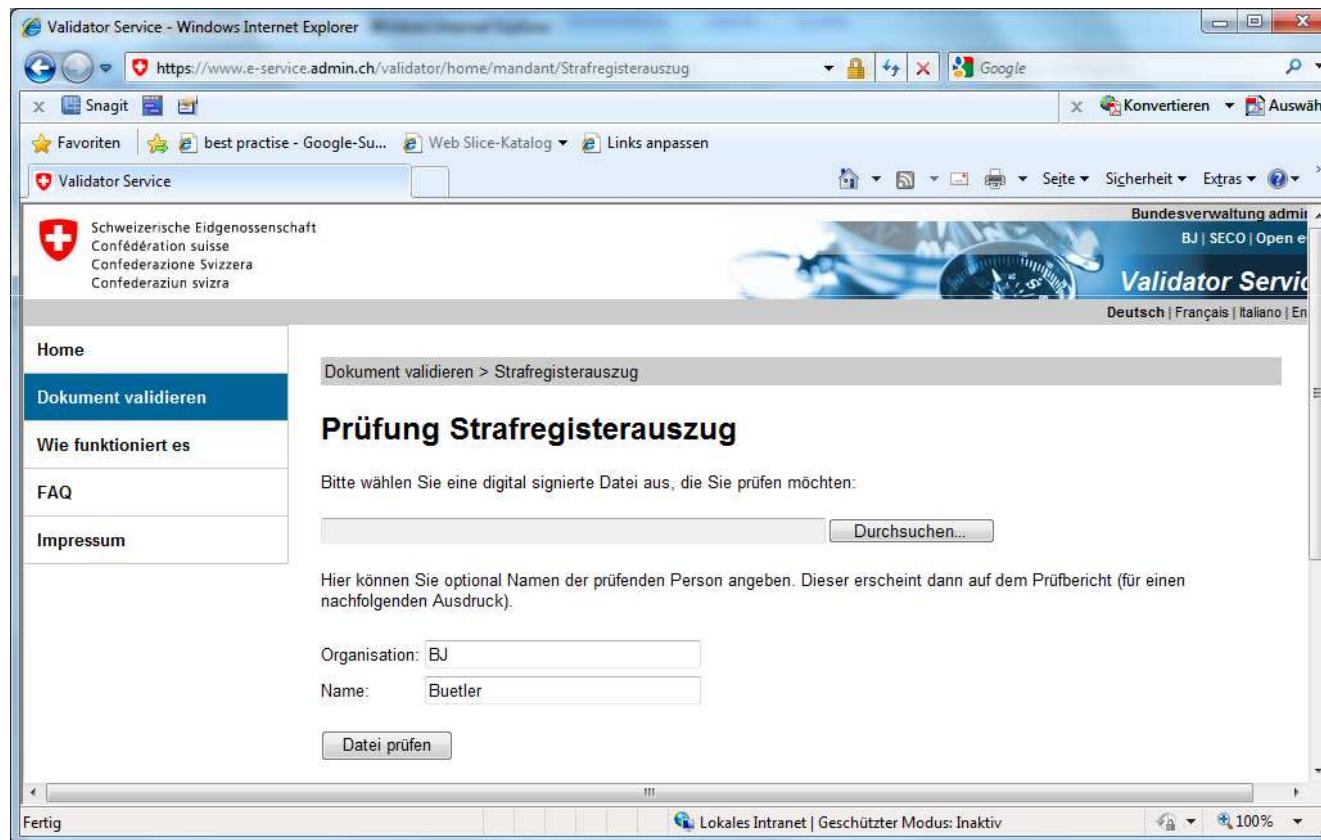 Validator Service - Windows Internet Explorer
https://www.e-service.admin.ch/validator/home/mandant/Strafregisterauszug
Google
x Snagit
x Konvertieren Auswäh
Favoriten best practise - Google-Su... Web Slice-Katalog Links anpassen
Validator Service
Seite Sicherheit Extras
Schweizerische Eidgenossenschaft
Confédération suisse
Confederazione Svizzera
Confederaziun svizra
Bundesverwaltung admin
BJ | SECO | Open e
Validator Servic
Deutsch | Français | Italiano | En
Home
Dokument validieren
Wie funktioniert es
FAQ
Impressum
Dokument validieren > Strafregisterauszug
Prüfung Strafregisterauszug
Bitte wählen Sie eine digital signierte Datei aus, die Sie prüfen möchten:
Durchsuchen...
Hier können Sie optional Namen der prüfenden Person angeben. Dieser erscheint dann auf dem Prüfbericht (für einen
nachfolgenden Ausdruck).
Organisation: BJ
Name: Buetler
Datei prüfen
Fertig
Lokales Intranet | Geschützter Modus: Inaktiv
100%